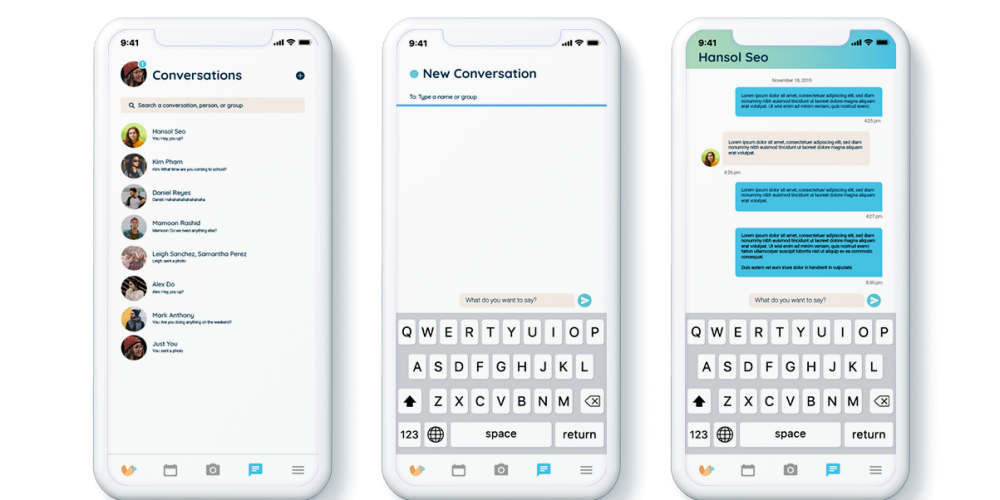 9:41
1
Conversations
Search a conversation, person, or group
Hansol Seo
You: Hey, you up?
Kim Pham
Kim: What time are you coming to school?
Daniel Reyes
Daniel: Hahahahahahahahaha
Mamoon Rashid
Mamoon: Do we need anything else?
Leigh Sanchez, Samantha Perez
Leigh: sent a photo
Alex Do
Alex: Hey, you up?
Mark Anthony
You: Are you doing anything on the weekend?
Just You
You: sent a photo
9:41
New Conversation
To: Type a name or group
What do you want to say?
Q W E R T Y U I O P
A S D F G H J K L
Z X C V B N M
123 space return
9:41
Hansol Seo
November 18, 2019
Lorem ipsum dolor sit amet, consectetuer adipiscing elit, sed diam
nonummy nibh euismod tincidunt ut laoreet dolore magna aliquam
erat volutpat. Ut wisi enim ad minim veniam, quis nostrud exerci
4:25 pm
Lorem ipsum dolor sit amet, consectetuer adipiscing elit, sed diam
nonummy nibh euismod tincidunt ut laoreet dolore magna aliquam
erat volutpat.
4:26 pm
Lorem ipsum dolor sit amet, consectetuer adipiscing elit, sed diam
nonummy nibh euismod tincidunt ut laoreet dolore magna aliquam
erat volutpat.
4:27 pm
Lorem ipsum dolor sit amet, consectetuer adipiscing elit, sed diam
nonummy nibh euismod tincidunt ut laoreet dolore magna aliquam
erat volutpat. Ut wisi enim ad minim veniam, quis nostrud exerci
tation ullamcorper suscipit lobortis nisl ut aliquip ex ea commodo
consequat.
Duis autem vel eum iriure dolor in hendrerit in vulputate
8:50 pm
What do you want to say?
Q W E R T Y U I O P
A S D F G H J K L
Z X C V B N M
123 space return